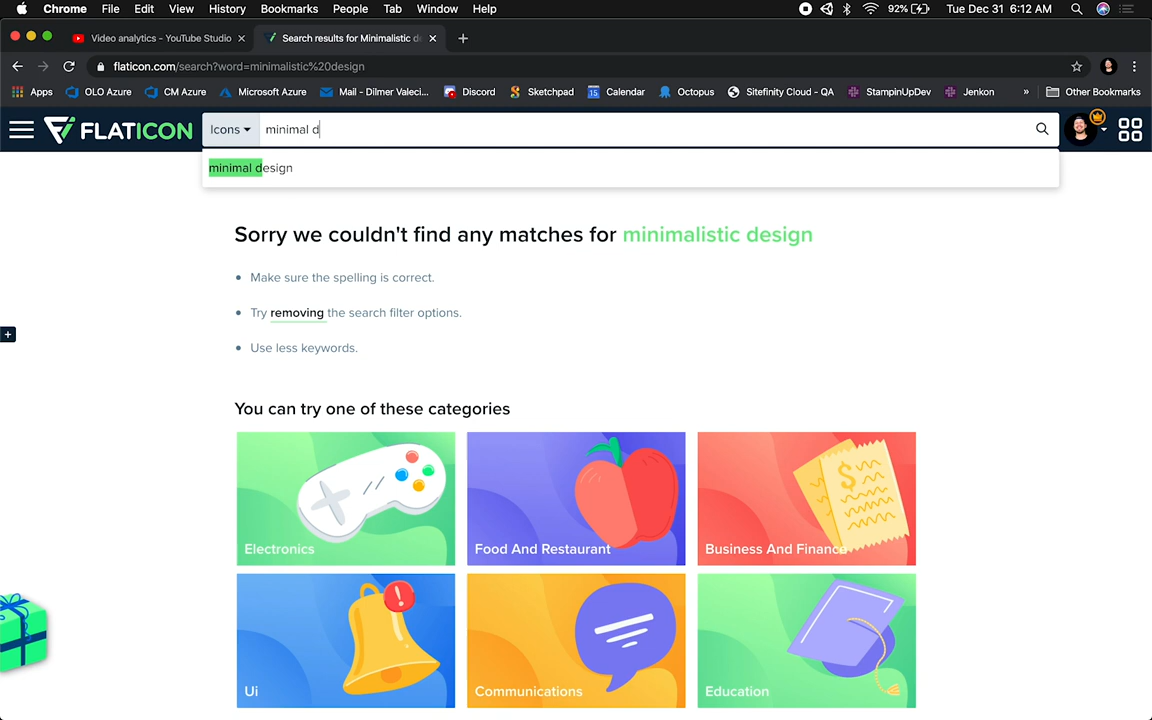 Chrome File Edit View History Bookmarks People Tab Window Help 92% Tue Dec 31 6:12 AM
Video analytics - YouTube Studio Search results for Minimalistic d
flaticon.com/search?word=minimalistic%20design
Apps OLO Azure CM Azure Microsoft Azure Mail - Dilmer Valeci... Discord Sketchpad 15 Calendar Octopus Sitefinity Cloud - QA StampinUpDev Jenkon » Other Bookmarks
FLATICON Icons minimal d
minimal design
Sorry we couldn't find any matches for minimalistic design
• Make sure the spelling is correct.
• Try removing the search filter options.
• Use less keywords.
You can try one of these categories
Electronics Food And Restaurant Business And Finance
Ui Communications Education